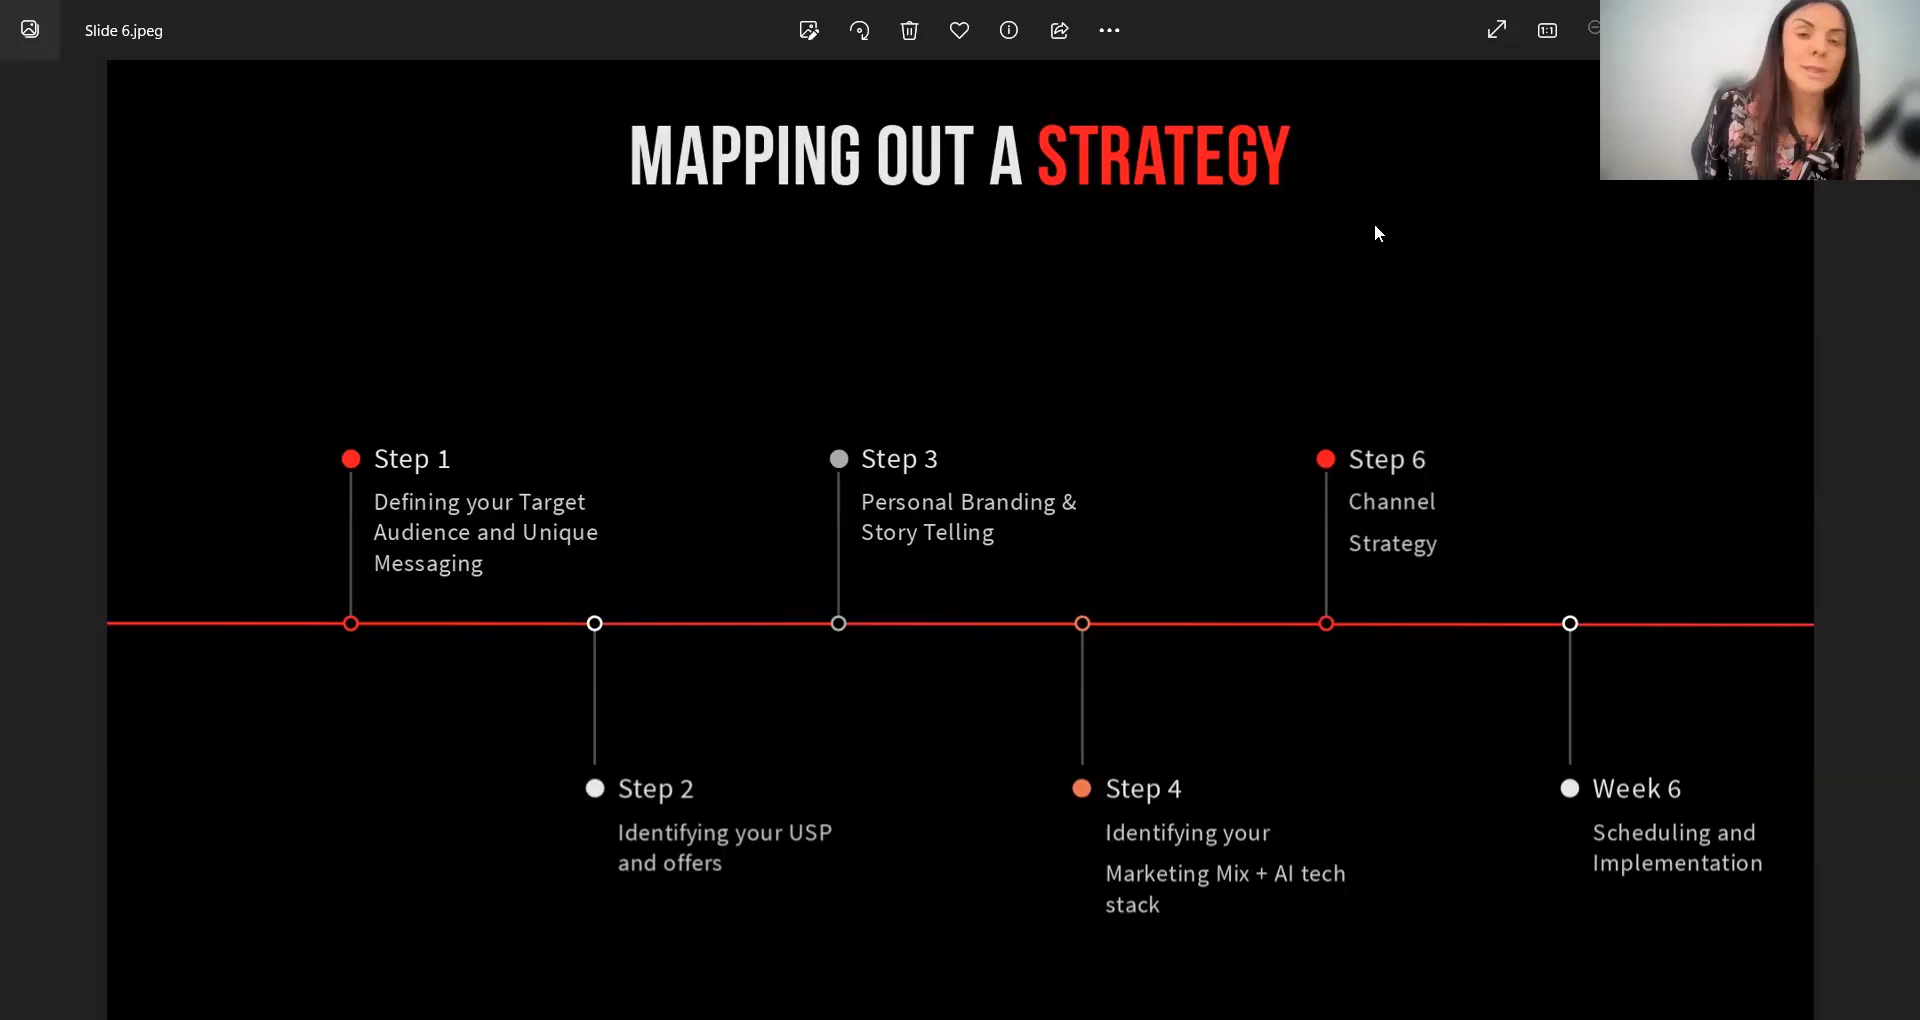 Slide 6.jpeg
MAPPING OUT A STRATEGY
Step 1
Defining your Target
Audience and Unique
Messaging
Step 2
Identifying your USP
and offers
Step 3
Personal Branding &
Story Telling
Step 4
Identifying your
Marketing Mix + AI tech
stack
Step 6
Channel
Strategy
Week 6
Scheduling and
Implementation